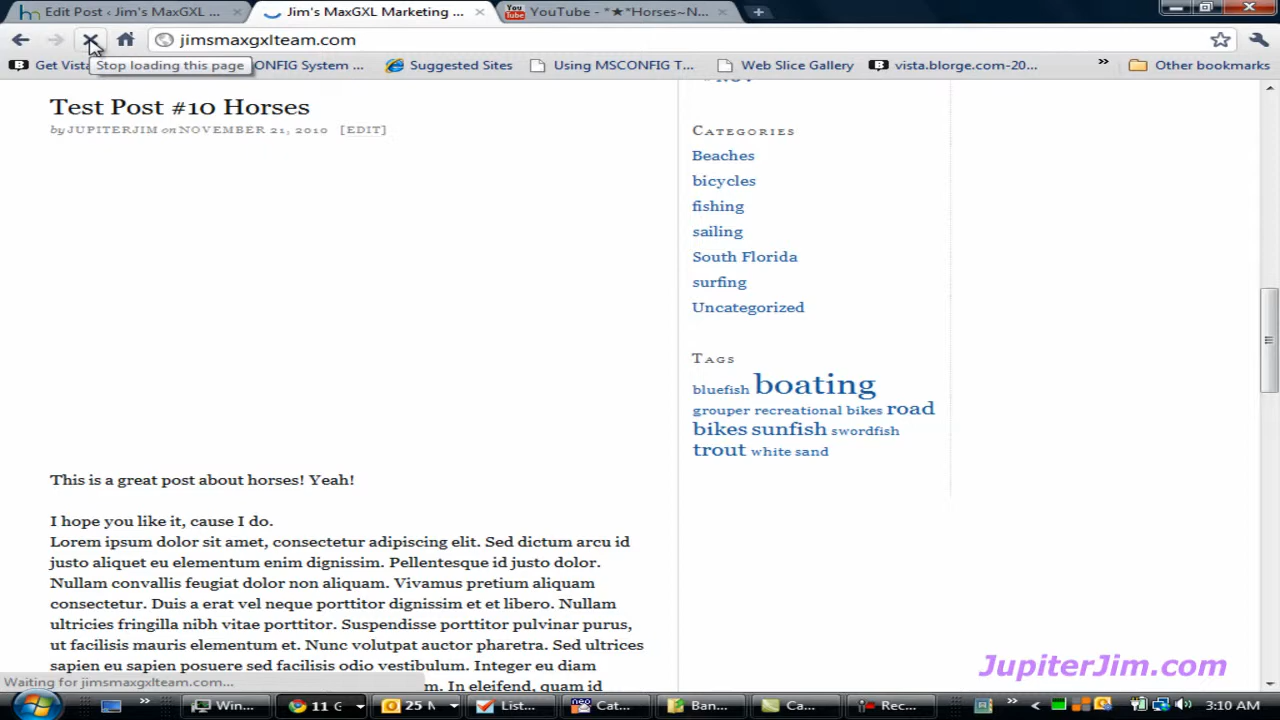 Edit Post ‹ Jim's MaxGXL ...
Jim's MaxGXL Marketing ...
YouTube - *★*Horses~N...
jimsmaxgxlteam.com
Get Vista
Stop loading this page
ONFIG System ...
Suggested Sites
Using MSCONFIG T...
Web Slice Gallery
vista.blorge.com-20...
Other bookmarks
Test Post #10 Horses
by JUPITERJIM on NOVEMBER 21, 2010 [EDIT]
This is a great post about horses! Yeah!
I hope you like it, cause I do.
Lorem ipsum dolor sit amet, consectetur adipiscing elit. Sed dictum arcu id
justo aliquet eu elementum enim dignissim. Pellentesque id justo dolor.
Nullam convallis feugiat dolor non aliquam. Vivamus pretium aliquam
consectetur. Duis a erat vel neque porttitor dignissim et et libero. Nullam
ultricies fringilla nibh vitae porttitor. Suspendisse porttitor pulvinar purus,
ut facilisis mauris elementum et. Nunc volutpat auctor pharetra. Sed ultrices
sapien eu sapien posuere sed facilisis odio vestibulum. Integer eu diam
m. In eleifend, quam id
Categories
Beaches
bicycles
fishing
sailing
South Florida
surfing
Uncategorized
Tags
bluefish boating
grouper recreational bikes road
bikes sunfish swordfish
trout white sand
JupiterJim.com
Waiting for jimsmaxgxlteam.com...
Win...
11 G
25 M
List...
Cat...
Ban...
Ca...
Rec...
3:10 AM